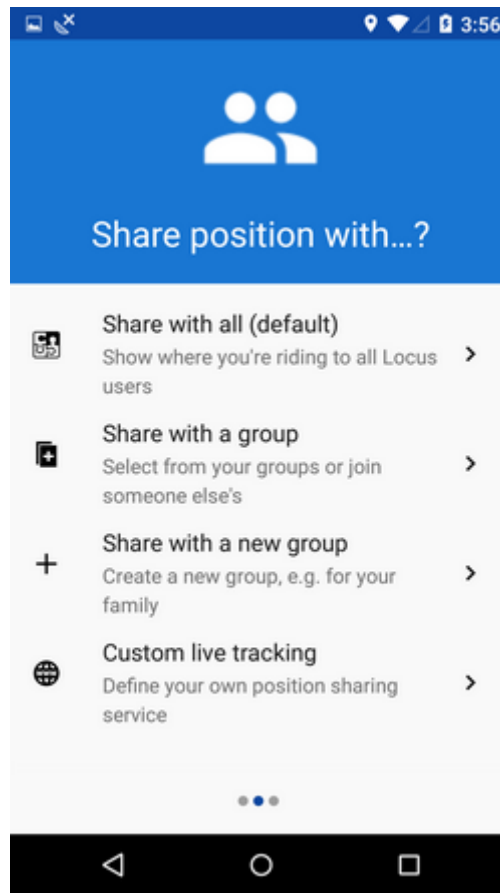 3:56
Share position with...?
Share with all (default)
Show where you're riding to all Locus
users
Share with a group
Select from your groups or join
someone else's
Share with a new group
Create a new group, e.g. for your
family
Custom live tracking
Define your own position sharing
service